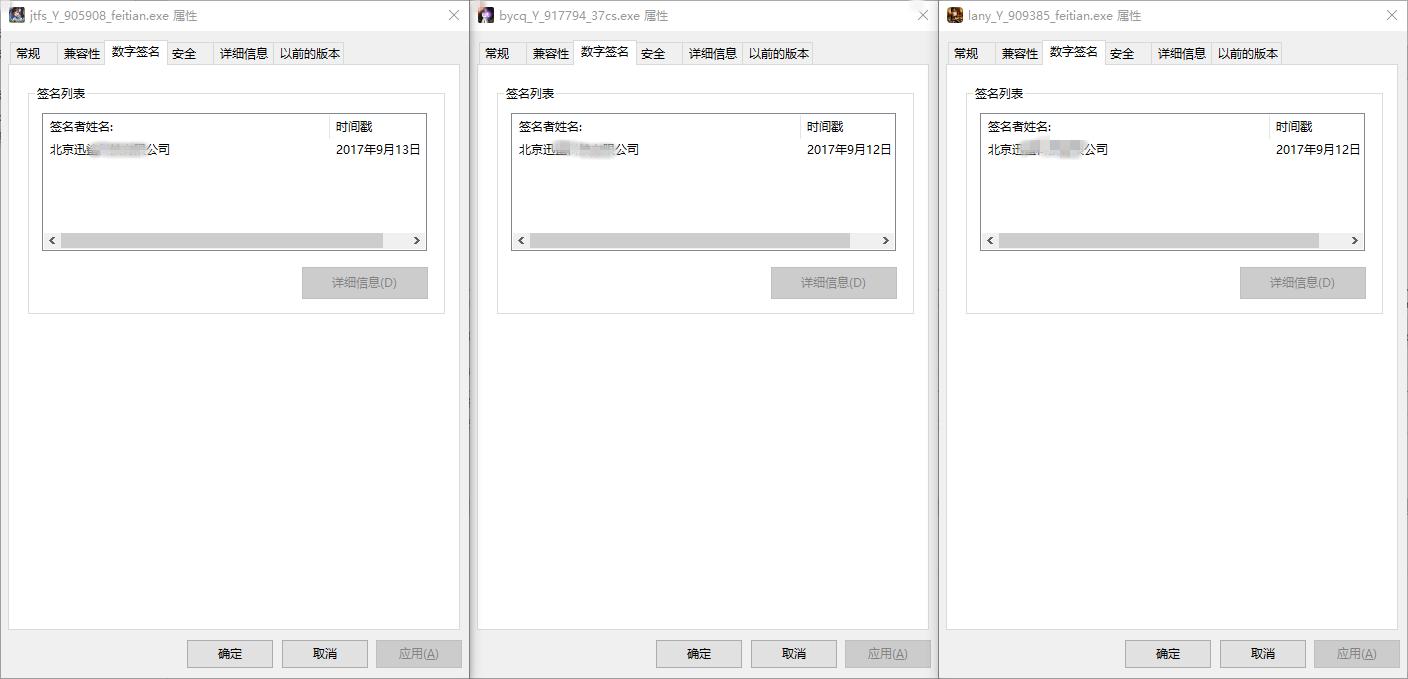 jtfs_Y_905908_feitian.exe 属性
常规 兼容性 数字签名 安全 详细信息 以前的版本
签名列表
签名者姓名: 时间戳
北京迅 公司 2017年9月13日
详细信息(D)
确定 取消 应用(A)
bycq_Y_917794_37cs.exe 属性
常规 兼容性 数字签名 安全 详细信息 以前的版本
签名列表
签名者姓名: 时间戳
北京迅 公司 2017年9月12日
详细信息(D)
确定 取消 应用(A)
lany_Y_909385_feitian.exe 属性
常规 兼容性 数字签名 安全 详细信息 以前的版本
签名列表
签名者姓名: 时间戳
北京迅 公司 2017年9月12日
详细信息(D)
确定 取消 应用(A)